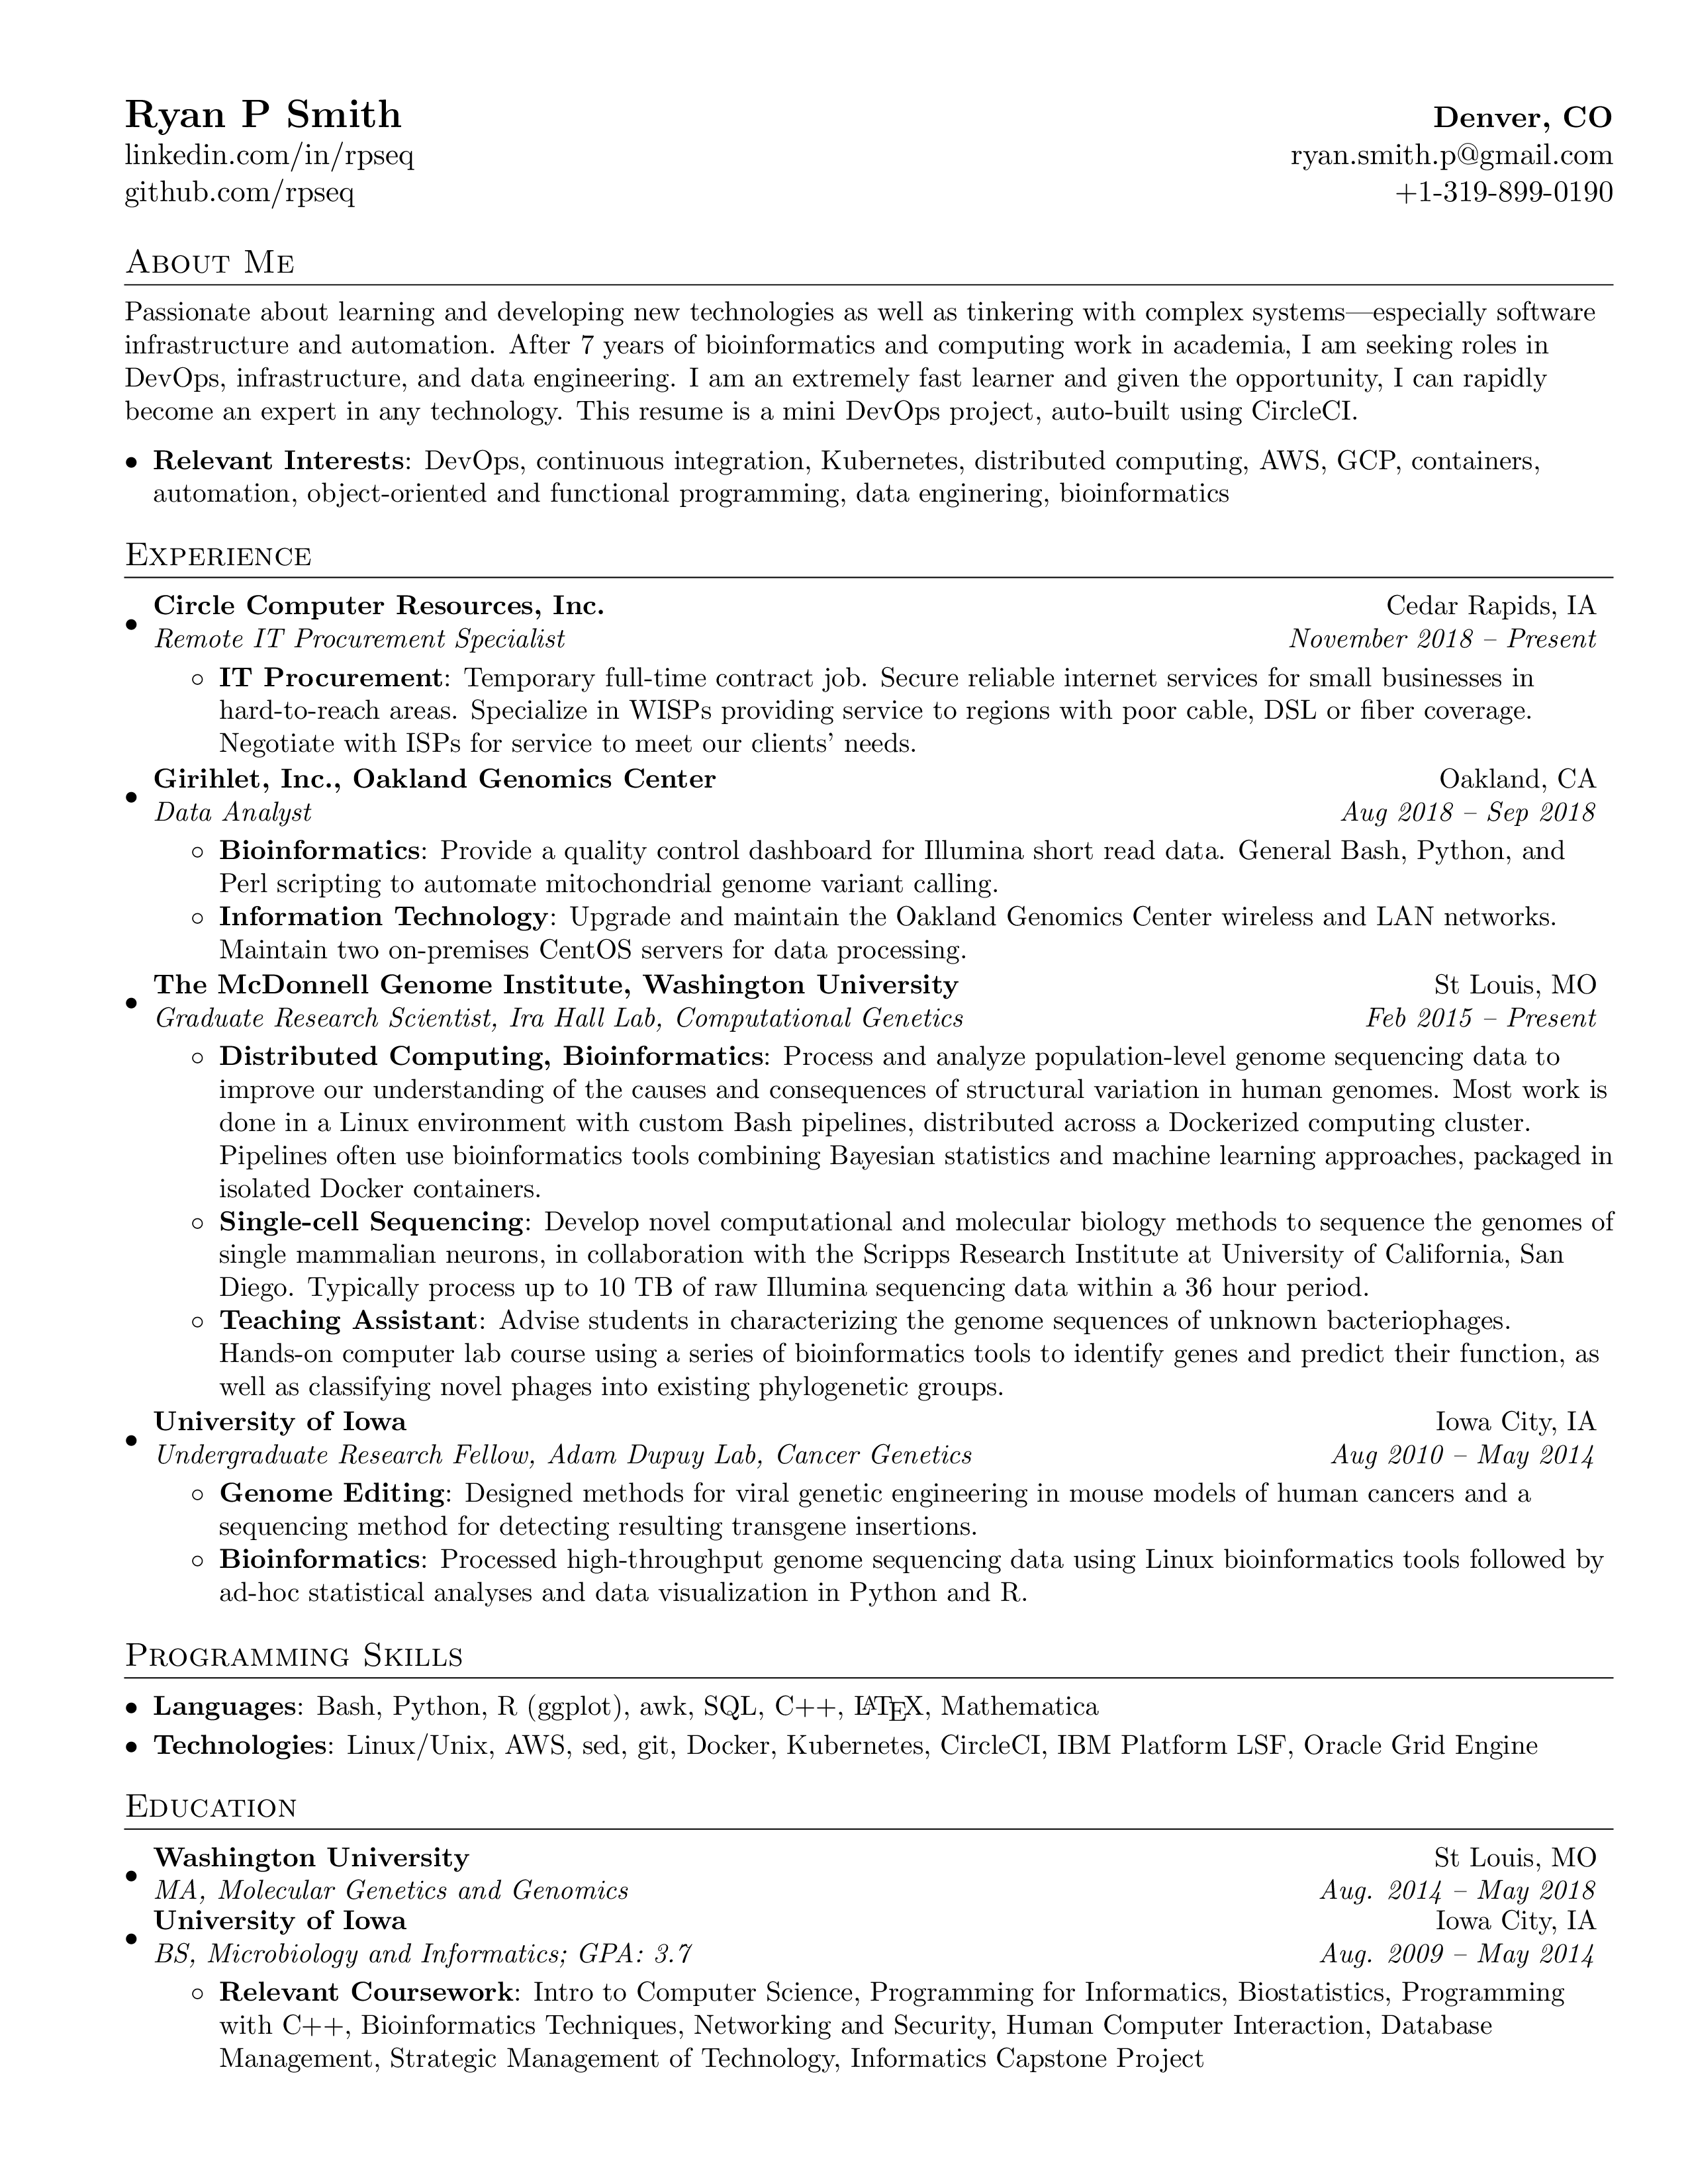 Ryan P Smith
Denver, CO
linkedin.com/in/rpseq
ryan.smith.p@gmail.com
github.com/rpseq
+1-319-899-0190
About Me
Passionate about learning and developing new technologies as well as tinkering with complex systems—especially software
infrastructure and automation. After 7 years of bioinformatics and computing work in academia, I am seeking roles in
DevOps, infrastructure, and data engineering. I am an extremely fast learner and given the opportunity, I can rapidly
become an expert in any technology. This resume is a mini DevOps project, auto-built using CircleCI.
• Relevant Interests: DevOps, continuous integration, Kubernetes, distributed computing, AWS, GCP, containers,
automation, object-oriented and functional programming, data enginering, bioinformatics
Experience
• Circle Computer Resources, Inc.
Cedar Rapids, IA
Remote IT Procurement Specialist
November 2018 – Present
◦ IT Procurement: Temporary full-time contract job. Secure reliable internet services for small businesses in
hard-to-reach areas. Specialize in WISPs providing service to regions with poor cable, DSL or fiber coverage.
Negotiate with ISPs for service to meet our clients' needs.
• Girihlet, Inc., Oakland Genomics Center
Oakland, CA
Data Analyst
Aug 2018 – Sep 2018
◦ Bioinformatics: Provide a quality control dashboard for Illumina short read data. General Bash, Python, and
Perl scripting to automate mitochondrial genome variant calling.
◦ Information Technology: Upgrade and maintain the Oakland Genomics Center wireless and LAN networks.
Maintain two on-premises CentOS servers for data processing.
• The McDonnell Genome Institute, Washington University
St Louis, MO
Graduate Research Scientist, Ira Hall Lab, Computational Genetics
Feb 2015 – Present
◦ Distributed Computing, Bioinformatics: Process and analyze population-level genome sequencing data to
improve our understanding of the causes and consequences of structural variation in human genomes. Most work is
done in a Linux environment with custom Bash pipelines, distributed across a Dockerized computing cluster.
Pipelines often use bioinformatics tools combining Bayesian statistics and machine learning approaches, packaged in
isolated Docker containers.
◦ Single-cell Sequencing: Develop novel computational and molecular biology methods to sequence the genomes of
single mammalian neurons, in collaboration with the Scripps Research Institute at University of California, San
Diego. Typically process up to 10 TB of raw Illumina sequencing data within a 36 hour period.
◦ Teaching Assistant: Advise students in characterizing the genome sequences of unknown bacteriophages.
Hands-on computer lab course using a series of bioinformatics tools to identify genes and predict their function, as
well as classifying novel phages into existing phylogenetic groups.
• University of Iowa
Iowa City, IA
Undergraduate Research Fellow, Adam Dupuy Lab, Cancer Genetics
Aug 2010 – May 2014
◦ Genome Editing: Designed methods for viral genetic engineering in mouse models of human cancers and a
sequencing method for detecting resulting transgene insertions.
◦ Bioinformatics: Processed high-throughput genome sequencing data using Linux bioinformatics tools followed by
ad-hoc statistical analyses and data visualization in Python and R.
Programming Skills
• Languages: Bash, Python, R (ggplot), awk, SQL, C++, LATEX, Mathematica
• Technologies: Linux/Unix, AWS, sed, git, Docker, Kubernetes, CircleCI, IBM Platform LSF, Oracle Grid Engine
Education
• Washington University
St Louis, MO
MA, Molecular Genetics and Genomics
Aug. 2014 – May 2018
• University of Iowa
Iowa City, IA
BS, Microbiology and Informatics; GPA: 3.7
Aug. 2009 – May 2014
◦ Relevant Coursework: Intro to Computer Science, Programming for Informatics, Biostatistics, Programming
with C++, Bioinformatics Techniques, Networking and Security, Human Computer Interaction, Database
Management, Strategic Management of Technology, Informatics Capstone Project